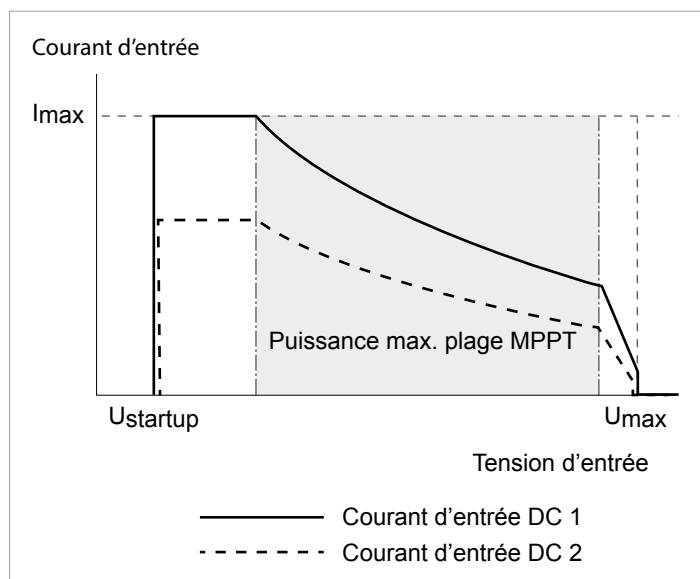 Courant d’entrée
Imax
Puissance max. plage MPPT
Ustartup
Umax
Tension d’entrée
Courant d’entrée DC 1
Courant d’entrée DC 2